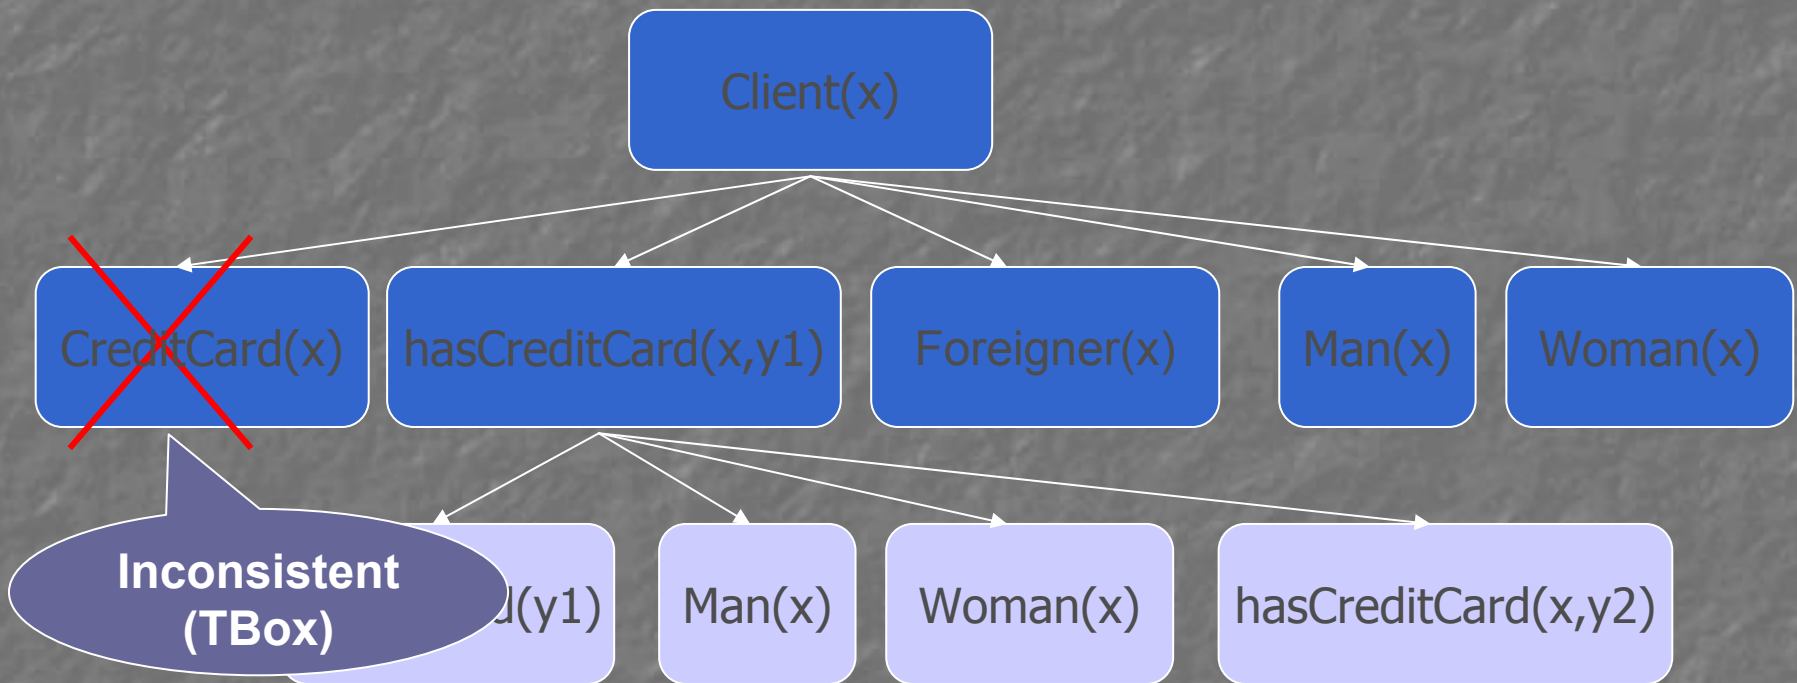 Client(x)
CreditCard(x)
hasCreditCard(x,y1)
Foreigner(x)
Man(x)
Woman(x)
Inconsistent
(TBox)
d(y1)
Man(x)
Woman(x)
hasCreditCard(x,y2)